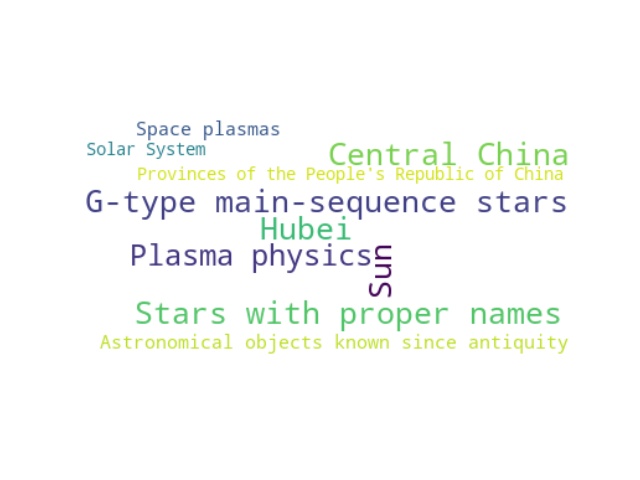 Space plasmas
Solar System
Central China
Provinces of the People's Republic of China
G-type main-sequence stars
Hubei
Plasma physics
Sun
Stars with proper names
Astronomical objects known since antiquity